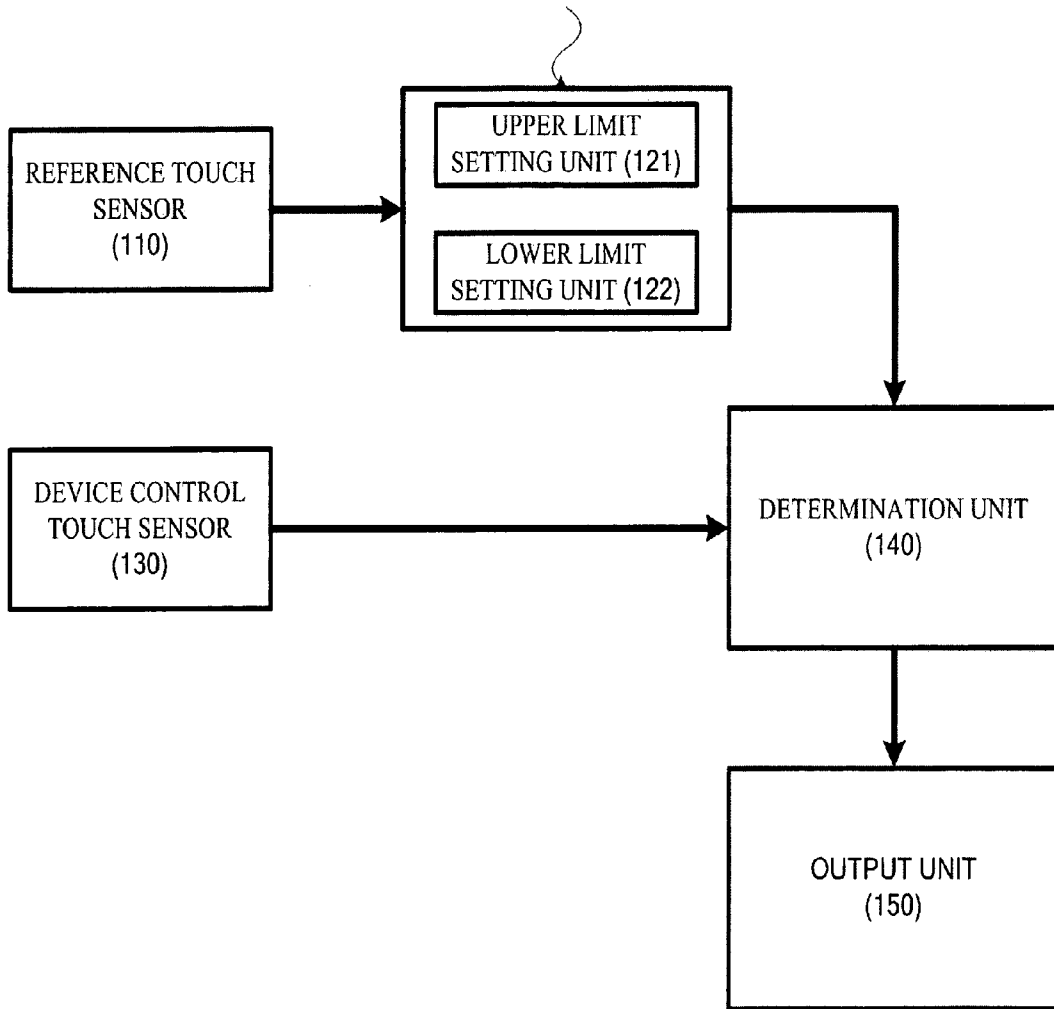 UPPER LIMIT
SETTING UNIT (121)
REFERENCE TOUCH
SENSOR
(110)
LOWER LIMIT
SETTING UNIT (122)
DEVICE CONTROL
TOUCH SENSOR
(130)
DETERMINATION UNIT
(140)
OUTPUT UNIT
(150)